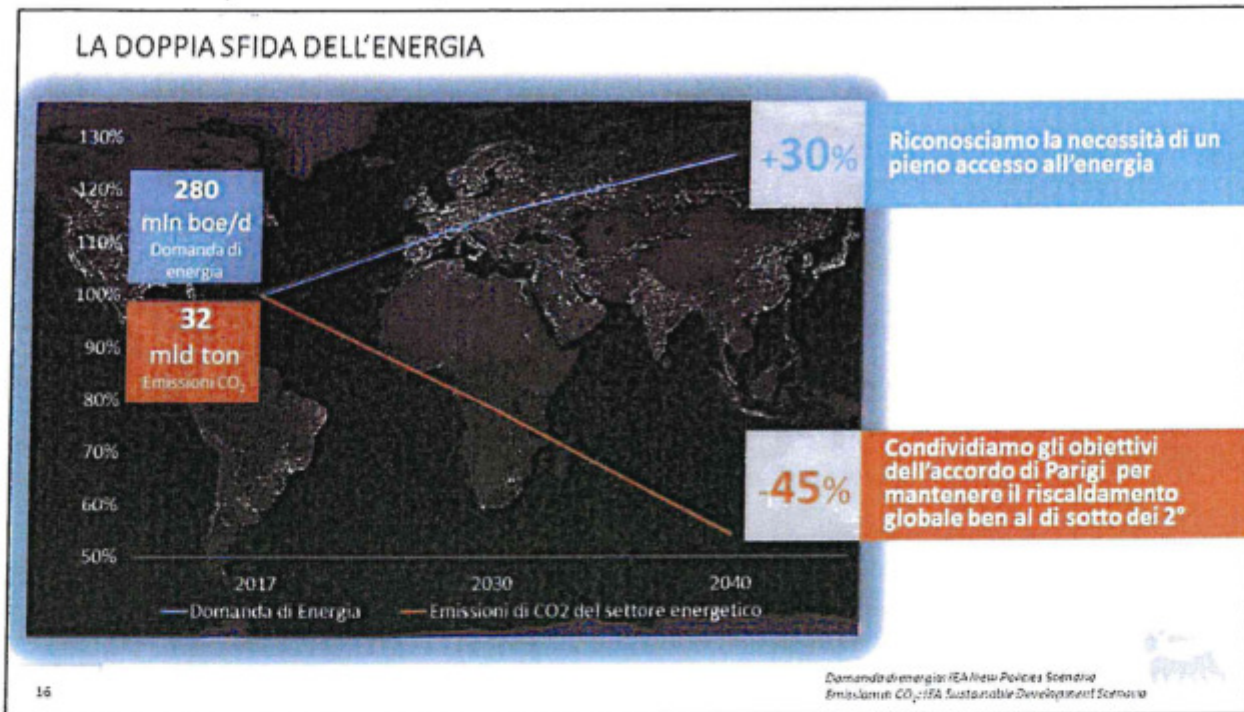 LA DOPPIA SFIDA DELL'ENERGIA
130%
120%
110%
100%
90%
80%
70%
60%
50%
280
mln boe/d
Domanda di
energia
32
mld ton
Emissioni CO₂
+30%
Riconosciamo la necessità di un
pieno accesso all'energia
-45%
Condividiamo gli obiettivi
dell'accordo di Parigi per
mantenere il riscaldamento
globale ben al di sotto dei 2°
2017 2030 2040
Domanda di Energia Emissioni di CO2 del settore energetico
16
Domanda di energia: IEA New Policies Scenario
Emissioni di CO₂: IEA Sustainable Development Scenario